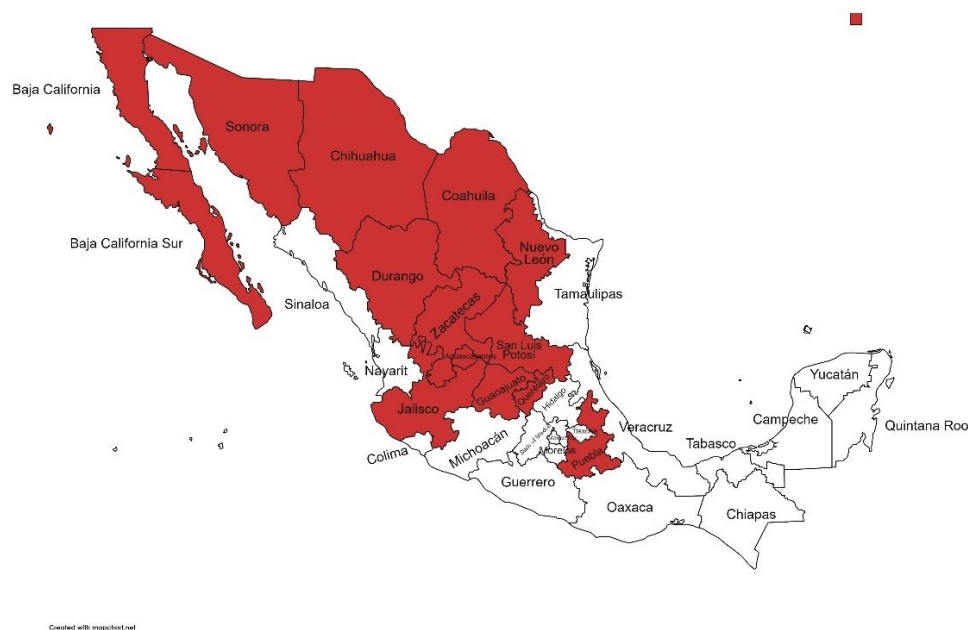 Baja California
Sonora
Chihuahua
Coahuila
Baja California Sur
Nuevo
León
Durango
Tamaulipas
Sinaloa
Zacatecas
San Luis
Potosí
Aguascalientes
Nayarit
Yucatán
Guanajuato
Querétaro
Hidalgo
Jalisco
Campeche
Quintana Roo
Veracruz
Tabasco
Colima
Michoacán
Tlaxcala
Morelos
Puebla
Guerrero
Oaxaca
Chiapas
Created with mapchart.net